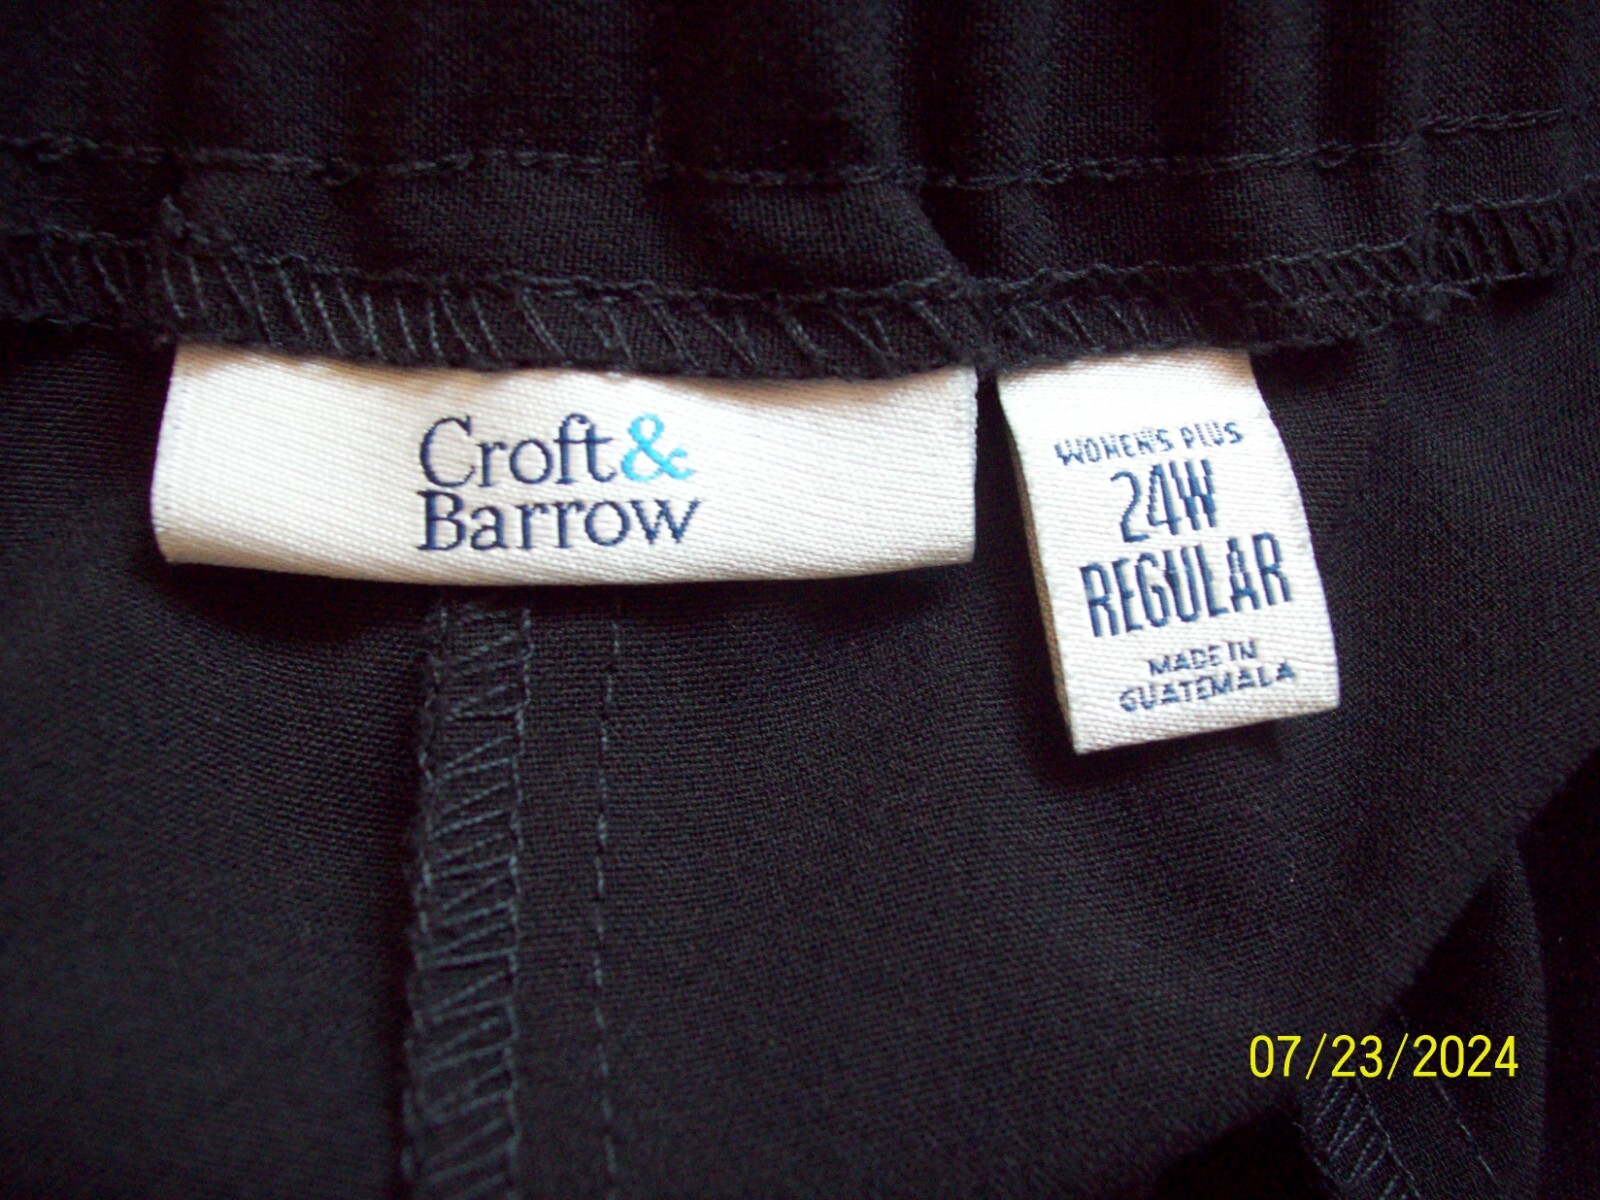 Croft&
Barrow
WOMEN'S PLUS
24W
REGULAR
MADE IN
GUATEMALA
07/23/2024